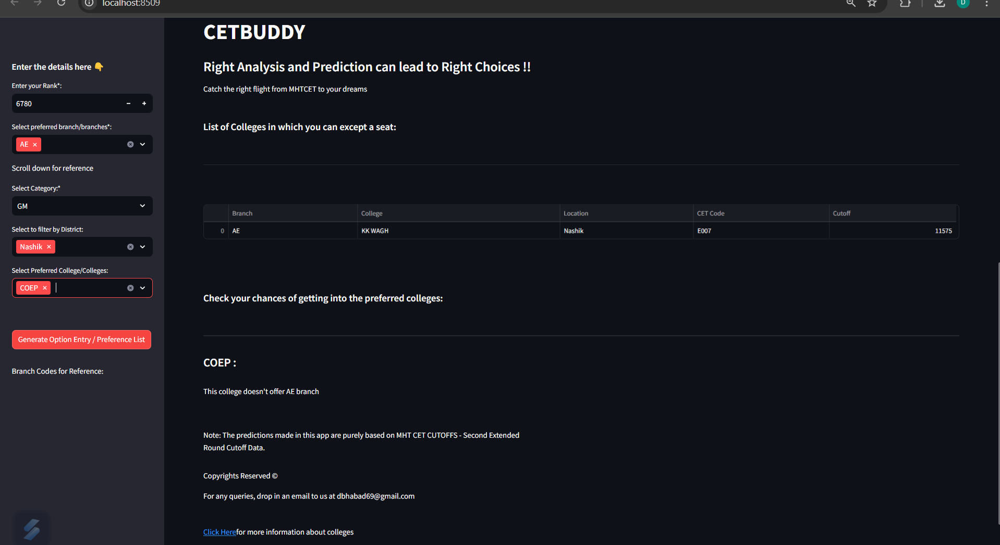 localhost:8509
D
Enter the details here 👇
Enter your Rank*:
6780
- +
Select preferred branch/branches*:
AE ×
Scroll down for reference
Select Category:*
GM
Select to filter by District:
Nashik ×
Select Preferred College/Colleges:
COEP ×
Generate Option Entry / Preference List
Branch Codes for Reference:
CETBUDDY
Right Analysis and Prediction can lead to Right Choices !!
Catch the right flight from MHTCET to your dreams
List of Colleges in which you can except a seat:
Branch College Location CET Code Cutoff
0 AE KK WAGH Nashik E007 11575
Check your chances of getting into the preferred colleges:
COEP :
This college doesn't offer AE branch
Note: The predictions made in this app are purely based on MHT CET CUTOFFS - Second Extended
Round Cutoff Data.
Copyrights Reserved ©
For any queries, drop in an email to us at dbhabad69@gmail.com
Click Herefor more information about colleges